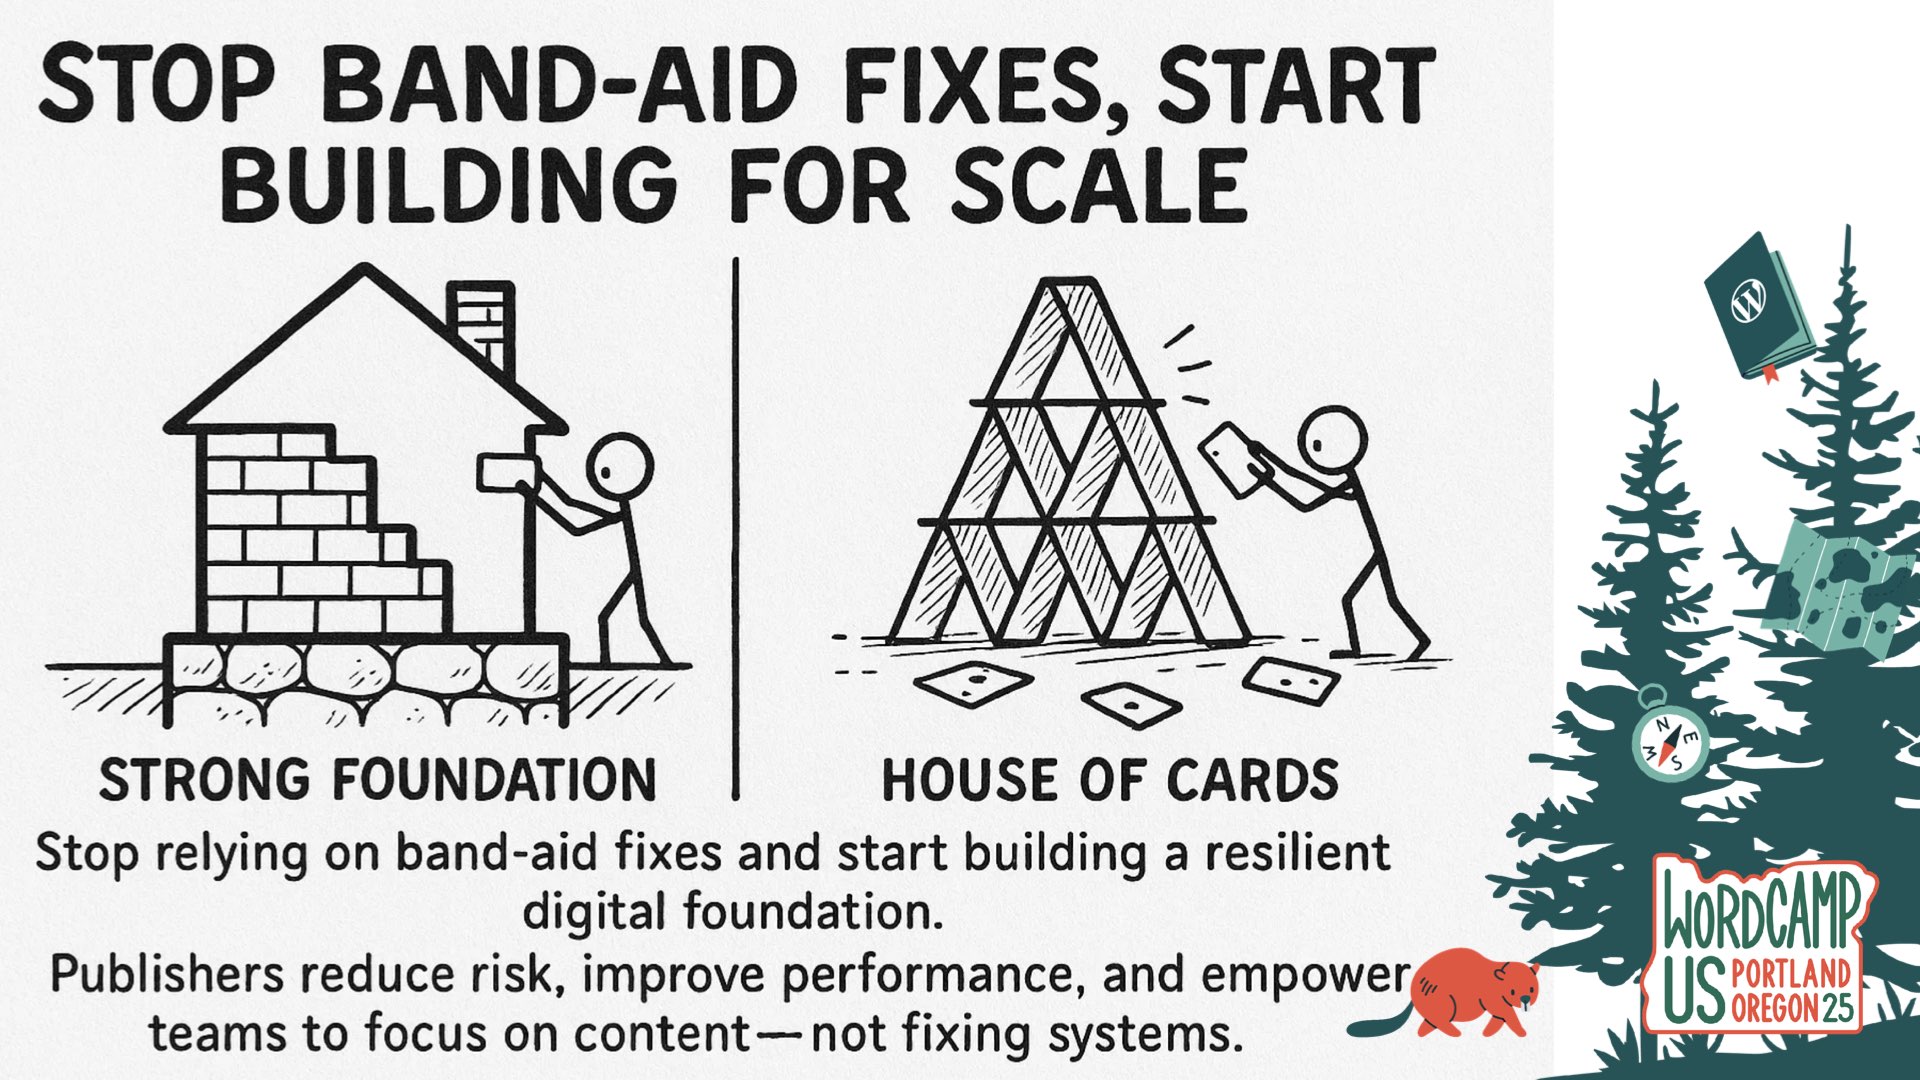 STOP BAND-AID FIXES, START
BUILDING FOR SCALE
STRONG FOUNDATION
HOUSE OF CARDS
Stop relying on band-aid fixes and start building a resilient
digital foundation.
Publishers reduce risk, improve performance, and empower
teams to focus on content—not fixing systems.
W
N
E
S
W
WORDCAMP
US PORTLAND
OREGON 25